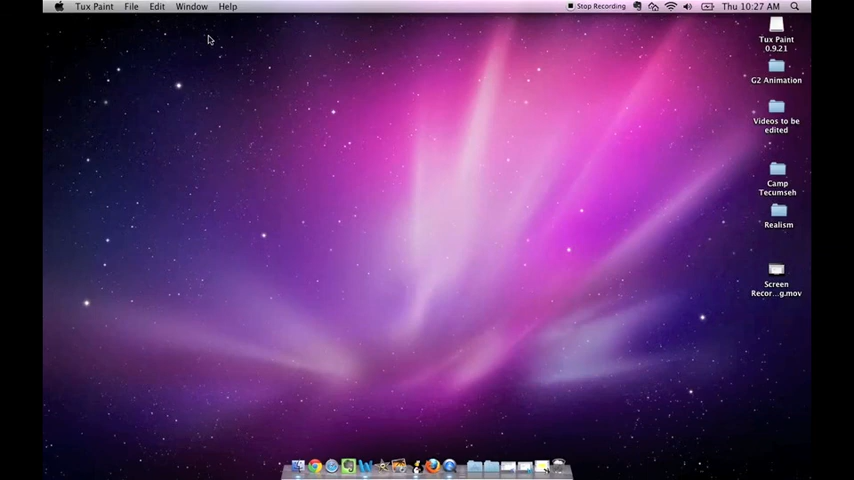 Tux Paint File Edit Window Help Stop Recording Thu 10:27 AM
Tux Paint
0.9.21
G2 Animation
Videos to be
edited
Camp
Tecumseh
Realism
Screen
Recor...g.mov